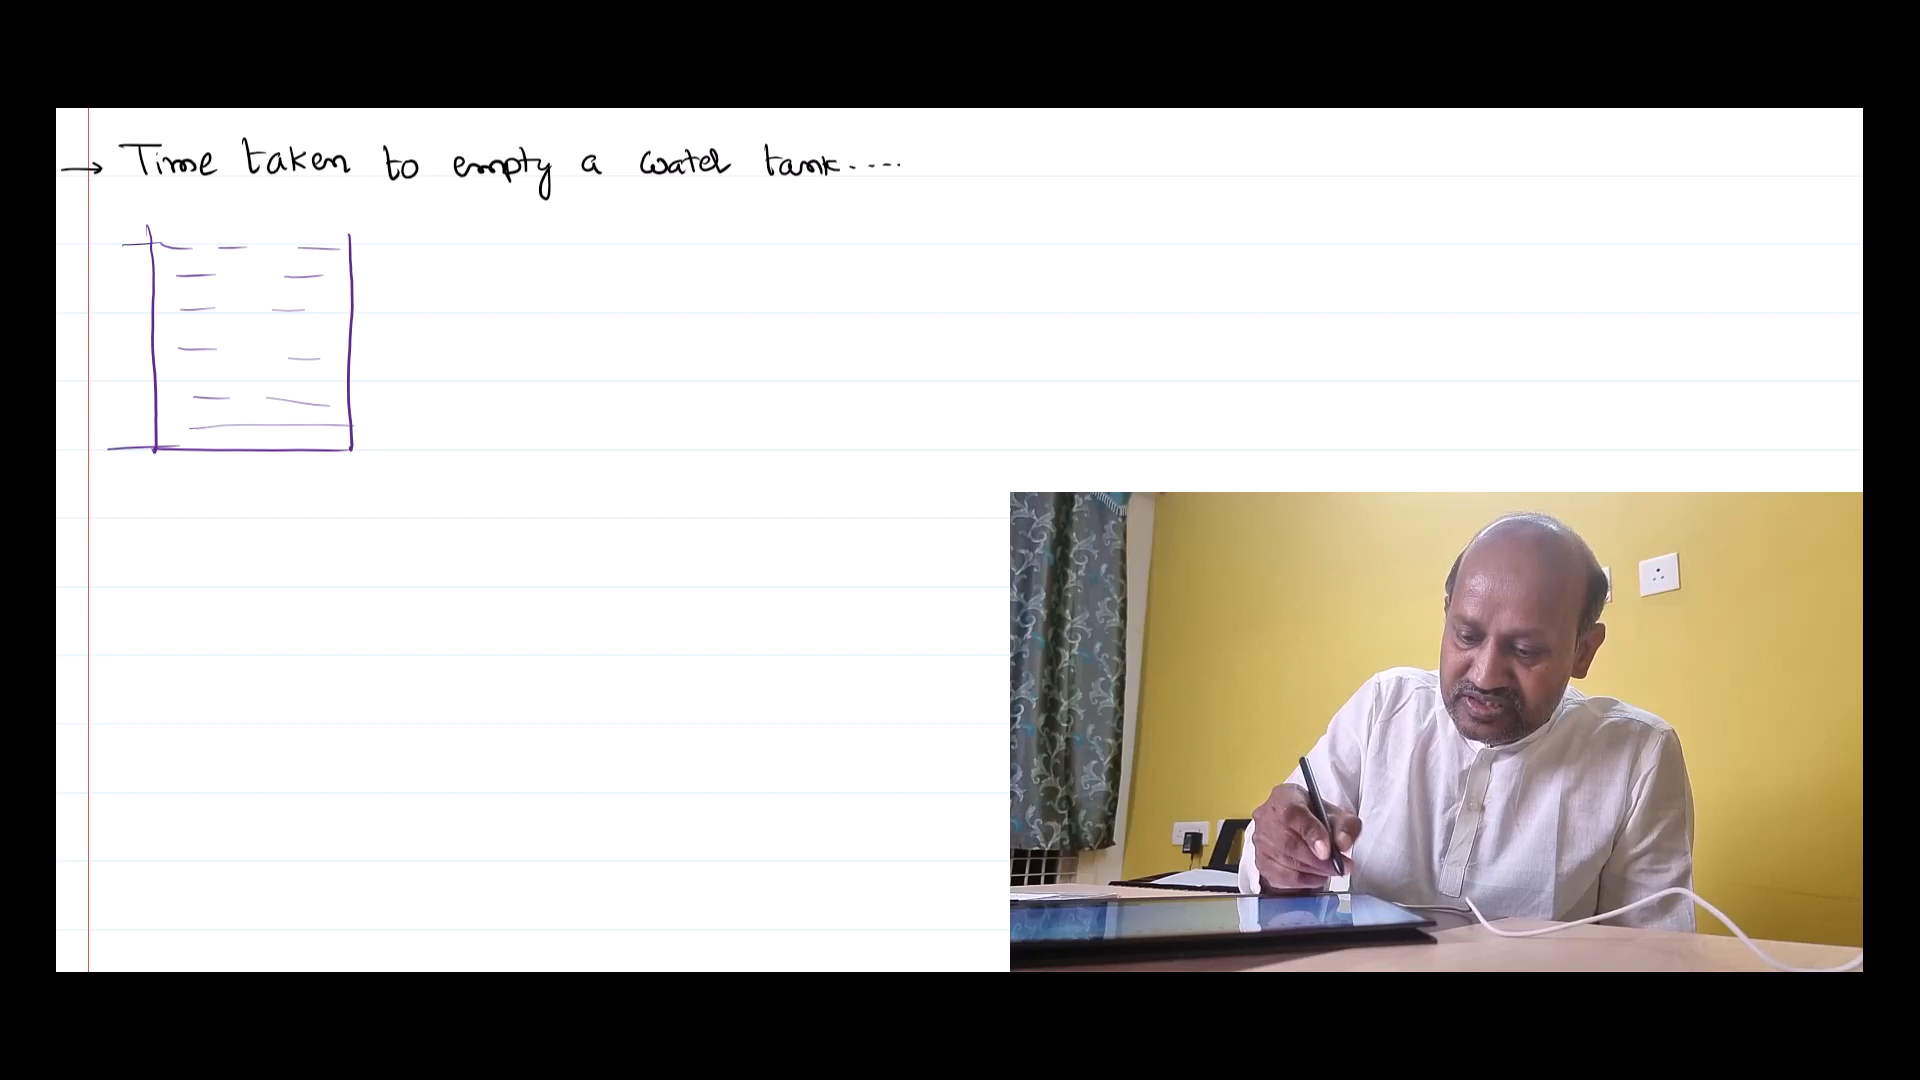 → Time taken to empty a water tank.....